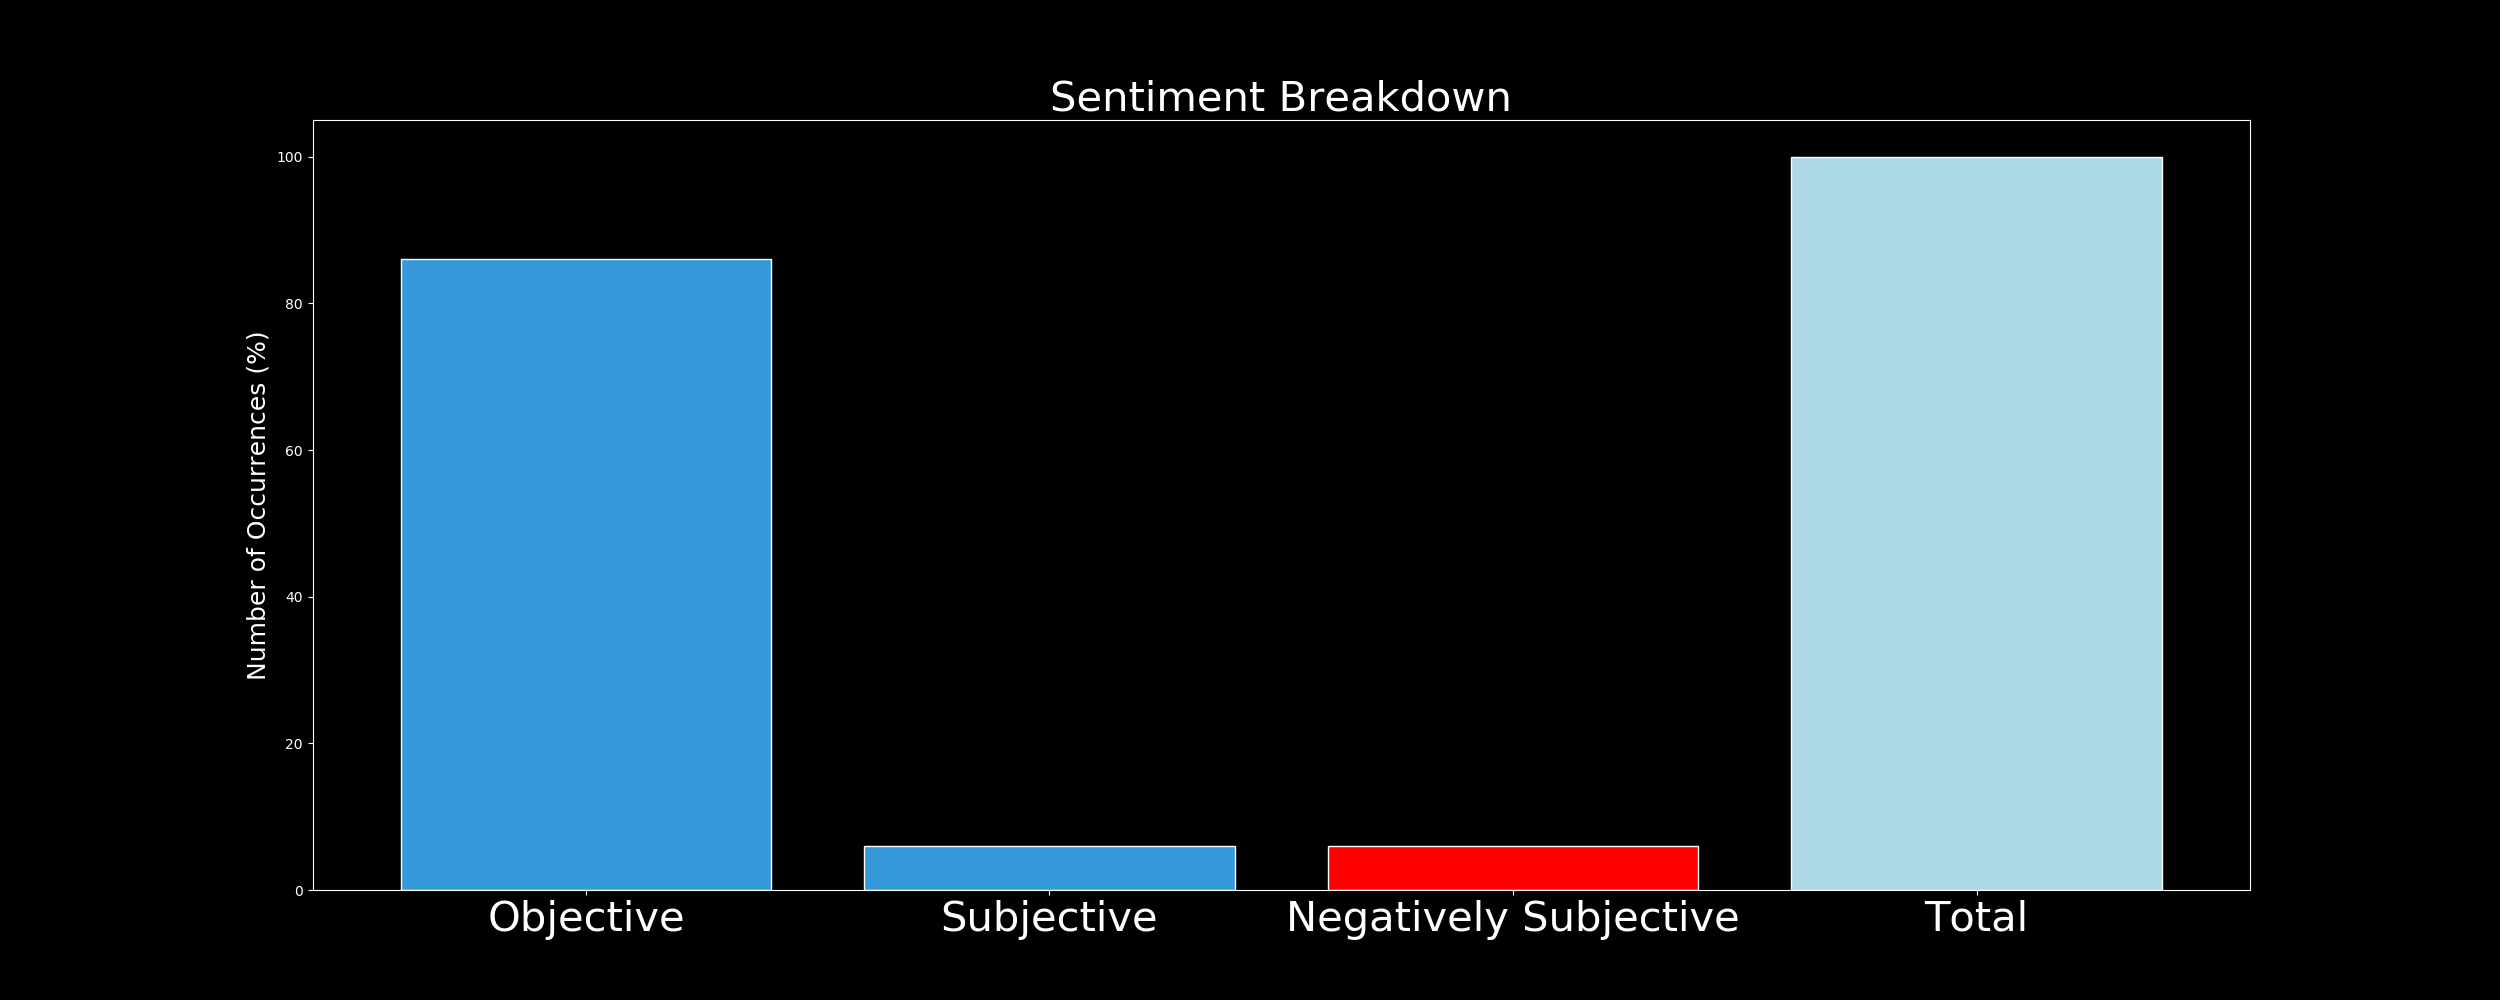 Sentiment Breakdown
Number of Occurrences (%)
100
80
60
40
20
0
Objective
Subjective
Negatively Subjective
Total